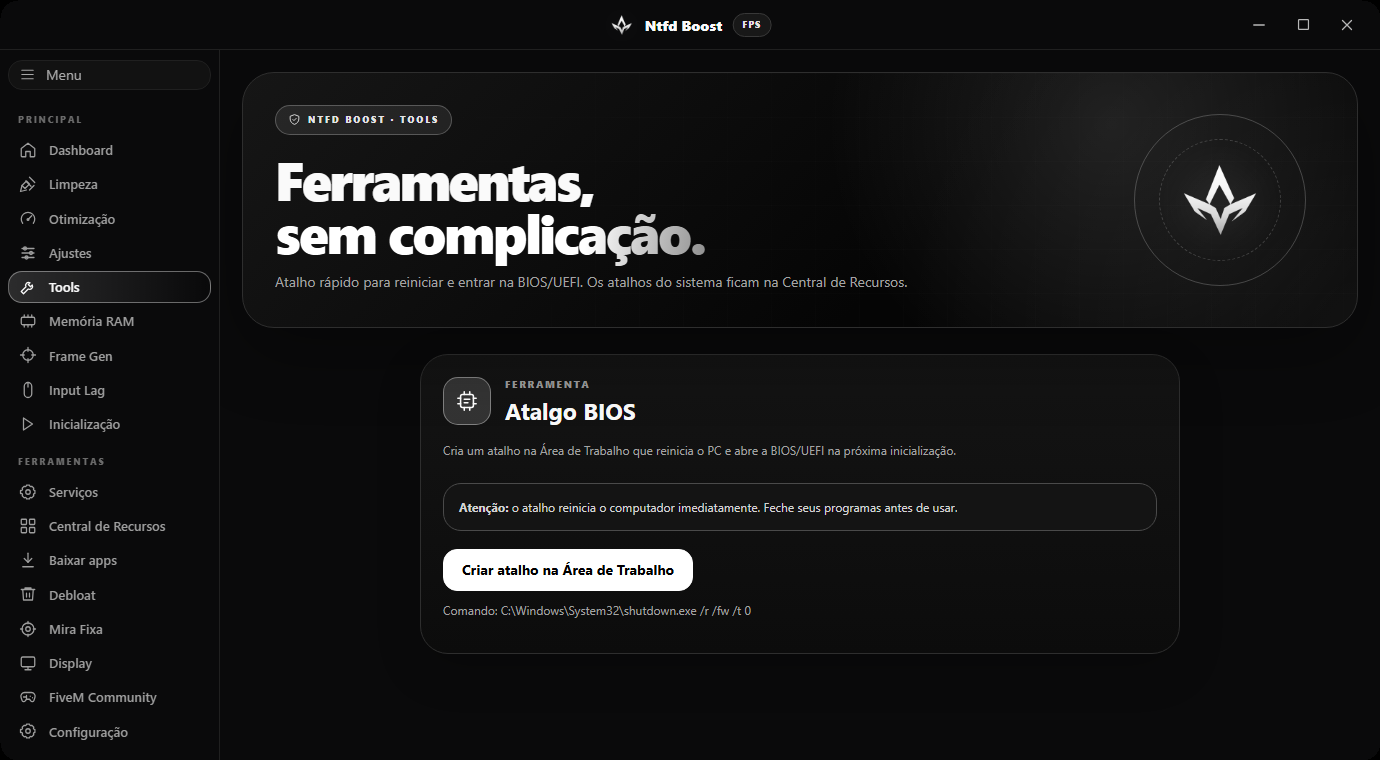 Ntfd Boost FPS
Menu
PRINCIPAL
Dashboard
Limpeza
Otimização
Ajustes
Tools
Memória RAM
Frame Gen
Input Lag
Inicialização
FERRAMENTAS
Serviços
Central de Recursos
Baixar apps
Debloat
Mira Fixa
Display
FiveM Community
Configuração
NTFD BOOST · TOOLS
Ferramentas,
sem complicação.
Atalho rápido para reiniciar e entrar na BIOS/UEFI. Os atalhos do sistema ficam na Central de Recursos.
FERRAMENTA
Atalgo BIOS
Cria um atalho na Área de Trabalho que reinicia o PC e abre a BIOS/UEFI na próxima inicialização.
Atenção: o atalho reinicia o computador imediatamente. Feche seus programas antes de usar.
Criar atalho na Área de Trabalho
Comando: C:\Windows\System32\shutdown.exe /r /fw /t 0